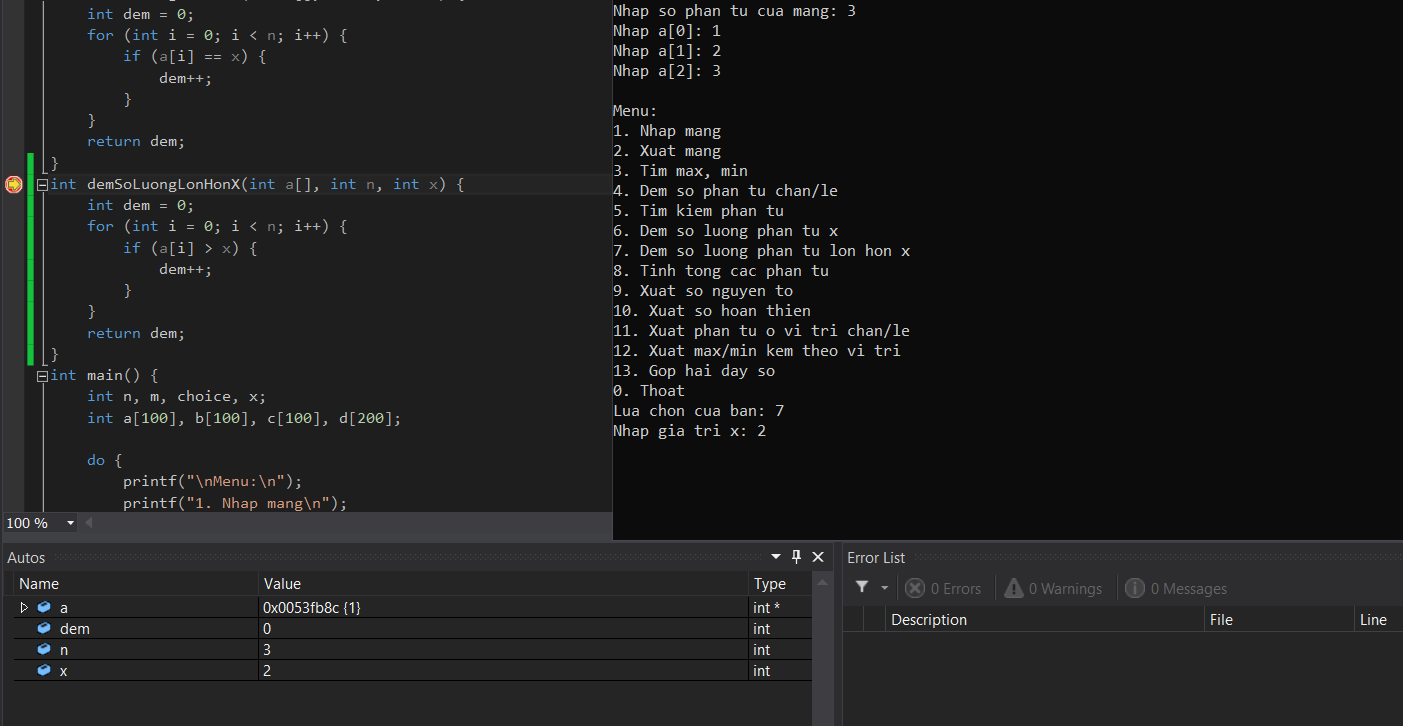 int dem = 0;
for (int i = 0; i < n; i++) {
if (a[i] == x) {
dem++;
}
}
return dem;
}
int demSoLuongLonHonX(int a[], int n, int x) {
int dem = 0;
for (int i = 0; i < n; i++) {
if (a[i] > x) {
dem++;
}
}
return dem;
}
int main() {
int n, m, choice, x;
int a[100], b[100], c[100], d[200];
do {
printf("\nMenu:\n");
printf("1. Nhap mang\n");
100 %
Nhap so phan tu cua mang: 3
Nhap a[0]: 1
Nhap a[1]: 2
Nhap a[2]: 3
Menu:
1. Nhap mang
2. Xuat mang
3. Tim max, min
4. Dem so phan tu chan/le
5. Tim kiem phan tu
6. Dem so luong phan tu x
7. Dem so luong phan tu lon hon x
8. Tinh tong cac phan tu
9. Xuat so nguyen to
10. Xuat so hoan thien
11. Xuat phan tu o vi tri chan/le
12. Xuat max/min kem theo vi tri
13. Gop hai day so
0. Thoat
Lua chon cua ban: 7
Nhap gia tri x: 2
Autos
Name Value Type
a 0x0053fb8c {1} int *
dem 0 int
n 3 int
x 2 int
Error List
0 Errors 0 Warnings 0 Messages
Description File Line